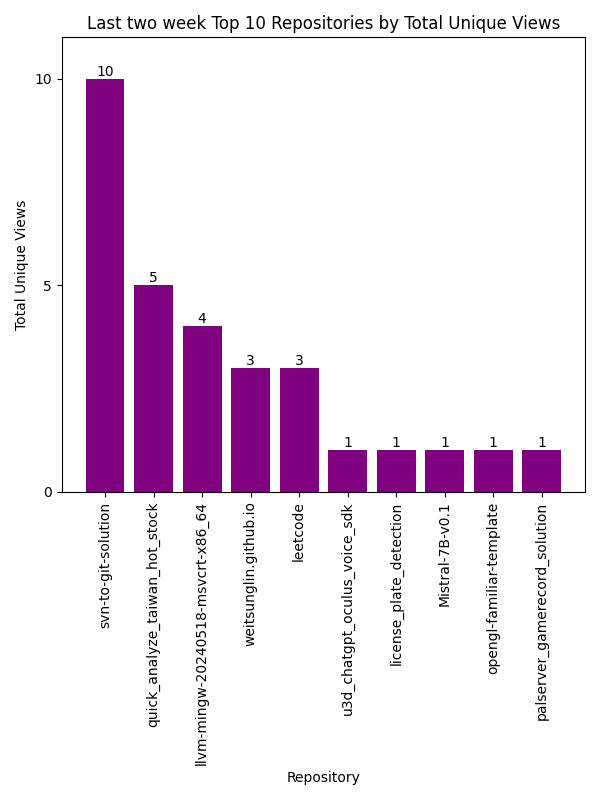 Last two week Top 10 Repositories by Total Unique Views
Total Unique Views
10
5
0
10
5
4
3
3
1
1
1
1
1
svn-to-git-solution
quick_analyze_taiwan_hot_stock
llvm-mingw-20240518-msvcrt-x86_64
weitsunglin.github.io
leetcode
u3d_chatgpt_oculus_voice_sdk
license_plate_detection
Mistral-7B-v0.1
opengl-familiar-template
palserver_gamerecord_solution
Repository